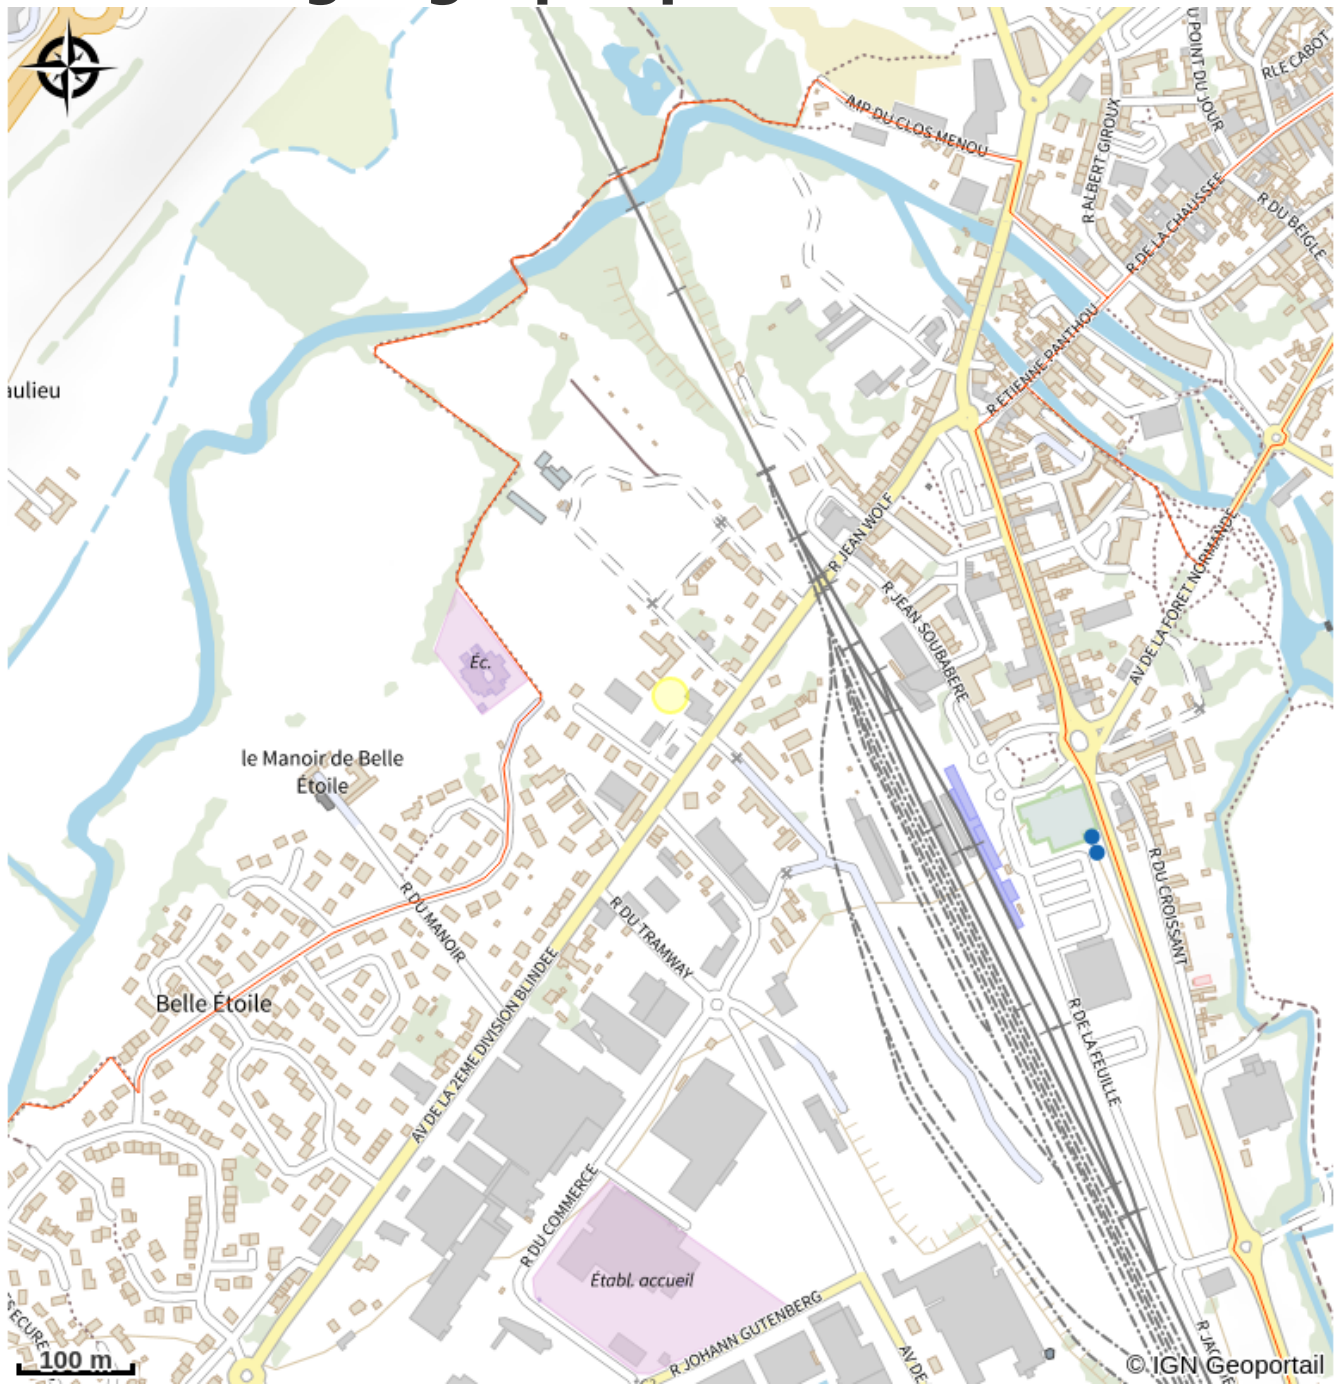 IMP DU CLOS MENOU
R ALBERT GIROUX
POINT DU JOUR
RLE CABOT
R DE LA CHAUSSEE
R DU BEIGLE
R ETIENNE PANTHOU
aulieu
R JEAN WOLF
AV DE LA FORET NORMANDE
R JEAN SOUBABERE
Éc.
le Manoir de Belle
Étoile
R DU MANOIR
R DU TRAMWAY
R DU CROISSANT
Belle Étoile
AV DE LA 2EME DIVISION BLINDEE
R DE LA FEUILLE
R DU COMMERCE
Établ. accueil
R JOHANN GUTENBERG
AV DE
R JAC
ECURE
100 m
© IGN Geoportail